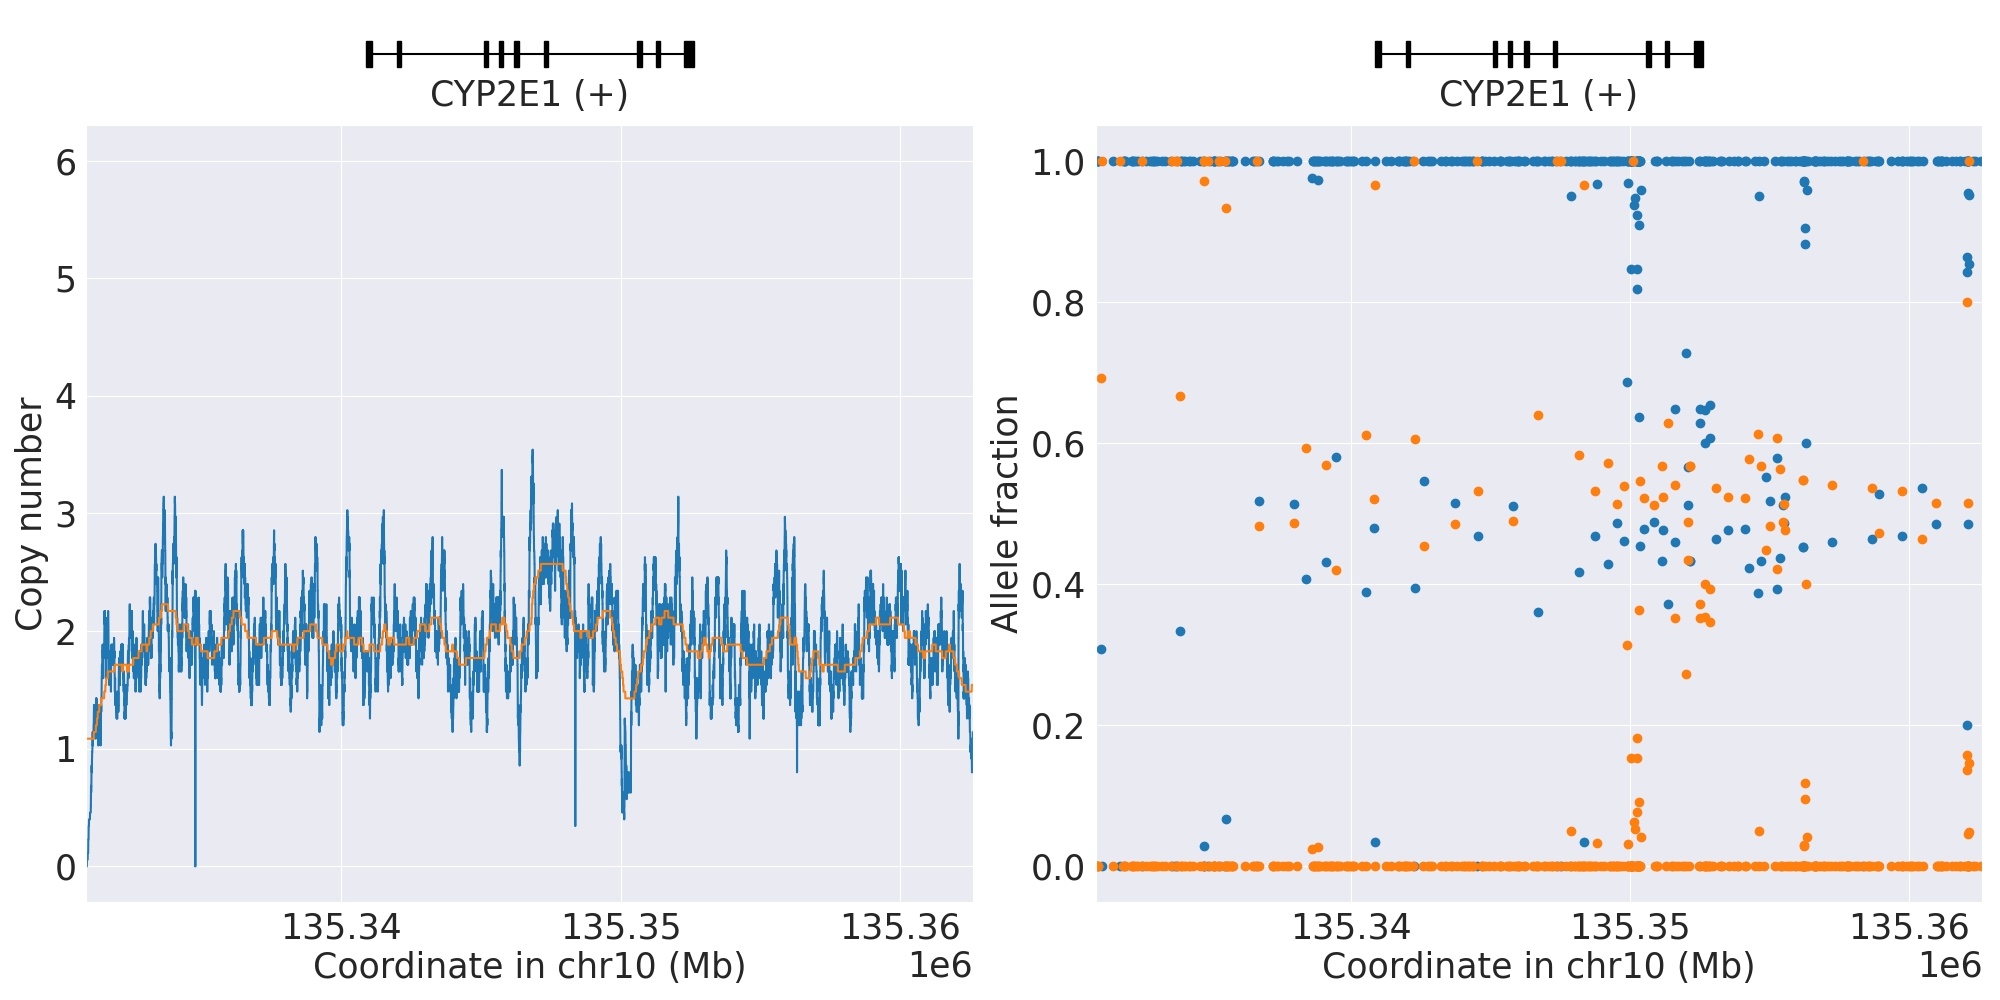 CYP2E1 (+)
CYP2E1 (+)
6
5
4
3
2
1
0
Copy number
135.34
135.35
135.36
Coordinate in chr10 (Mb)
1e6
1.0
0.8
0.6
0.4
0.2
0.0
Allele fraction
135.34
135.35
135.36
Coordinate in chr10 (Mb)
1e6